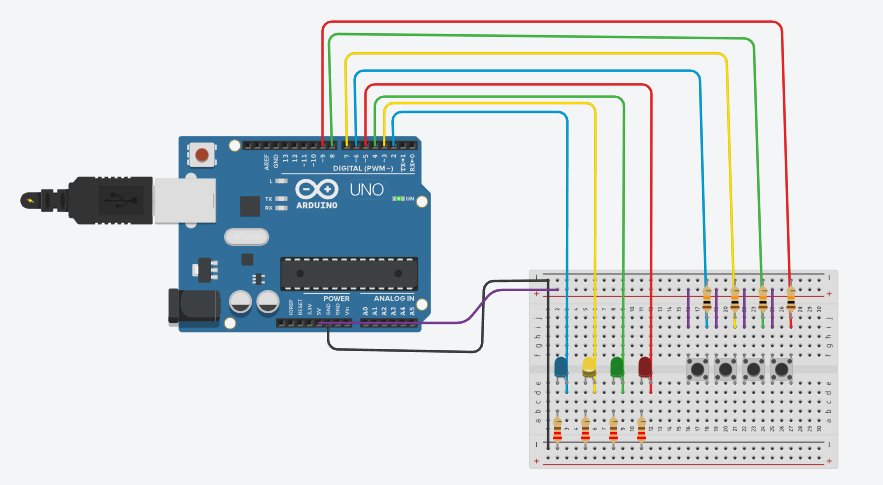 AREF
GND
13
12
~11
~10
~9
8
7
~6
~5
4
~3
2
TX→1
RX←0
DIGITAL (PWM~)
L
TX
RX
UNO
ARDUINO
ON
POWER
ANALOG IN
IOREF
RESET
3.3V
5V
GND
GND
Vin
A0
A1
A2
A3
A4
A5
j
i
h
g
f
e
d
c
b
a